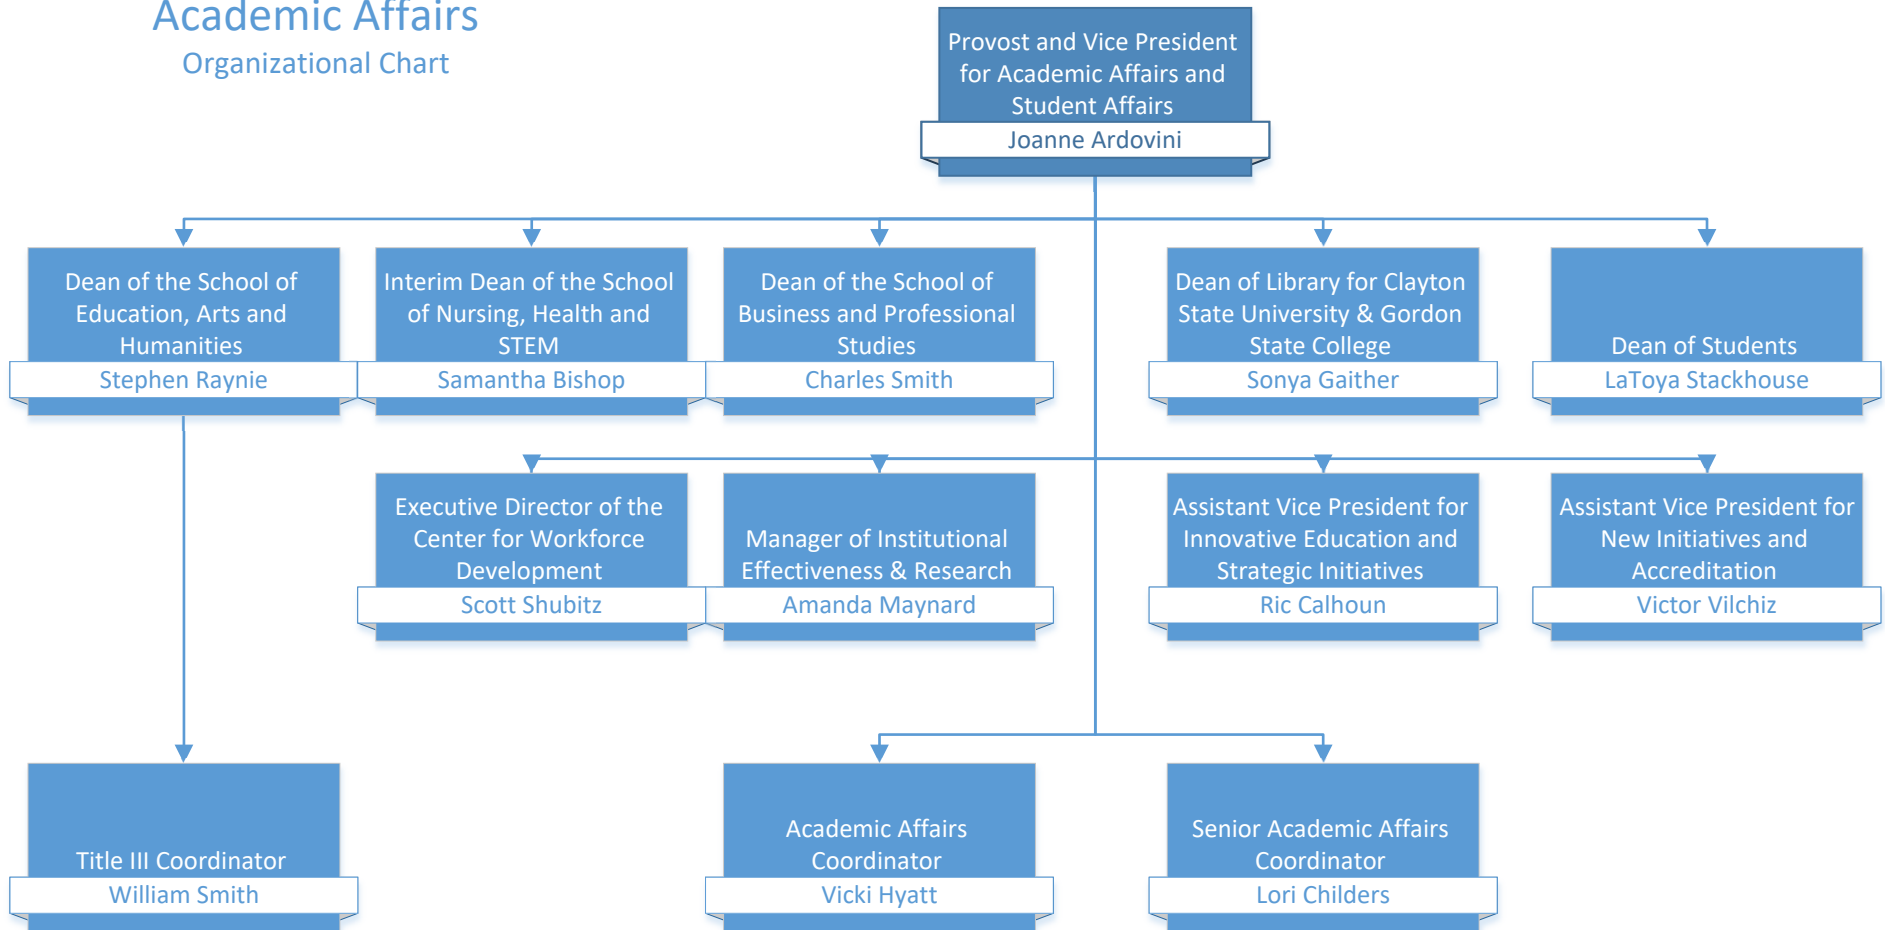 Academic Affairs
Organizational Chart
Provost and Vice President
for Academic Affairs and
Student Affairs
Joanne Ardovini
Dean of the School of
Education, Arts and
Humanities
Stephen Raynie
Interim Dean of the School
of Nursing, Health and
STEM
Samantha Bishop
Dean of the School of
Business and Professional
Studies
Charles Smith
Dean of Library for Clayton
State University & Gordon
State College
Sonya Gaither
Dean of Students
LaToya Stackhouse
Executive Director of the
Center for Workforce
Development
Scott Shubitz
Manager of Institutional
Effectiveness & Research
Amanda Maynard
Assistant Vice President for
Innovative Education and
Strategic Initiatives
Ric Calhoun
Assistant Vice President for
New Initiatives and
Accreditation
Victor Vilchiz
Title III Coordinator
William Smith
Academic Affairs
Coordinator
Vicki Hyatt
Senior Academic Affairs
Coordinator
Lori Childers